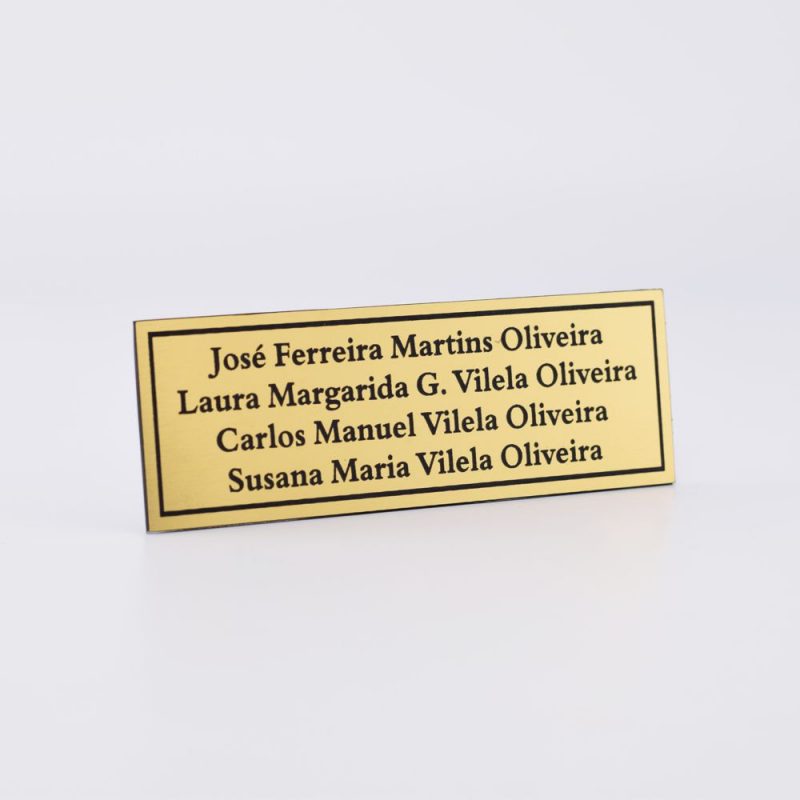 José Ferreira Martins Oliveira
Laura Margarida G. Vilela Oliveira
Carlos Manuel Vilela Oliveira
Susana Maria Vilela Oliveira